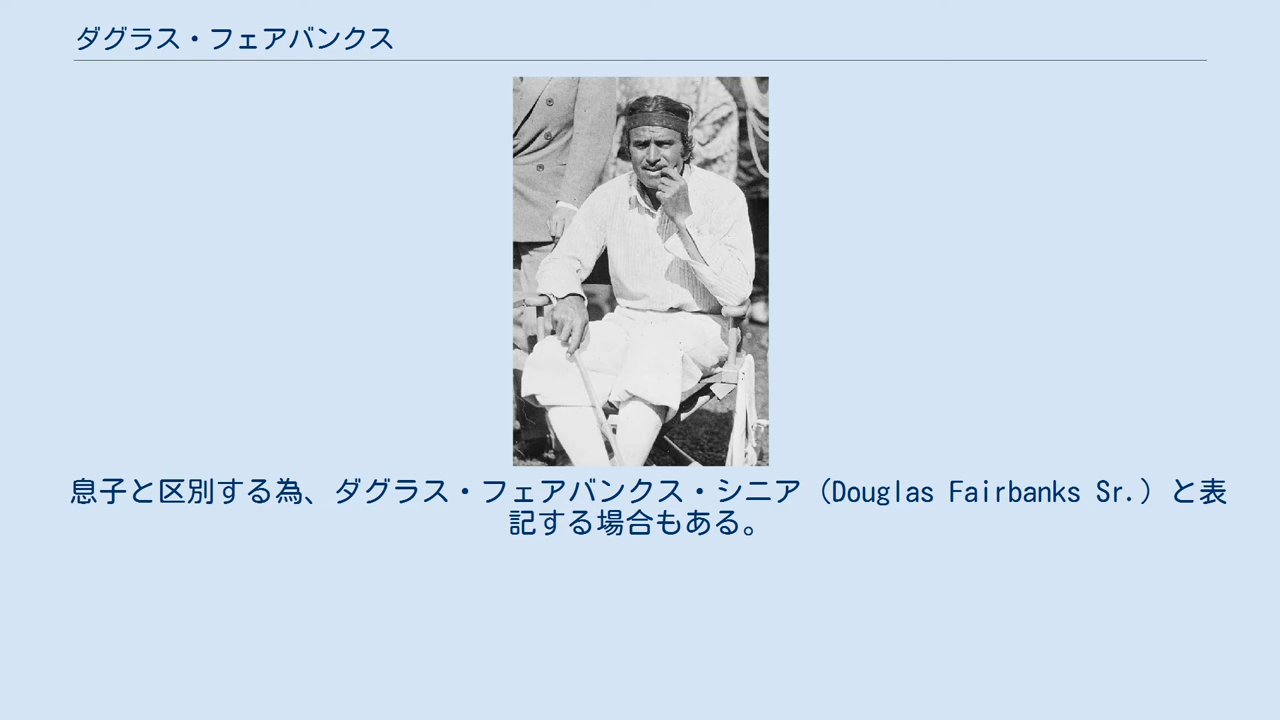 ダグラス・フェアバンクス
息子と区別する為、ダグラス・フェアバンクス・シニア（Douglas Fairbanks Sr.）と表
記する場合もある。